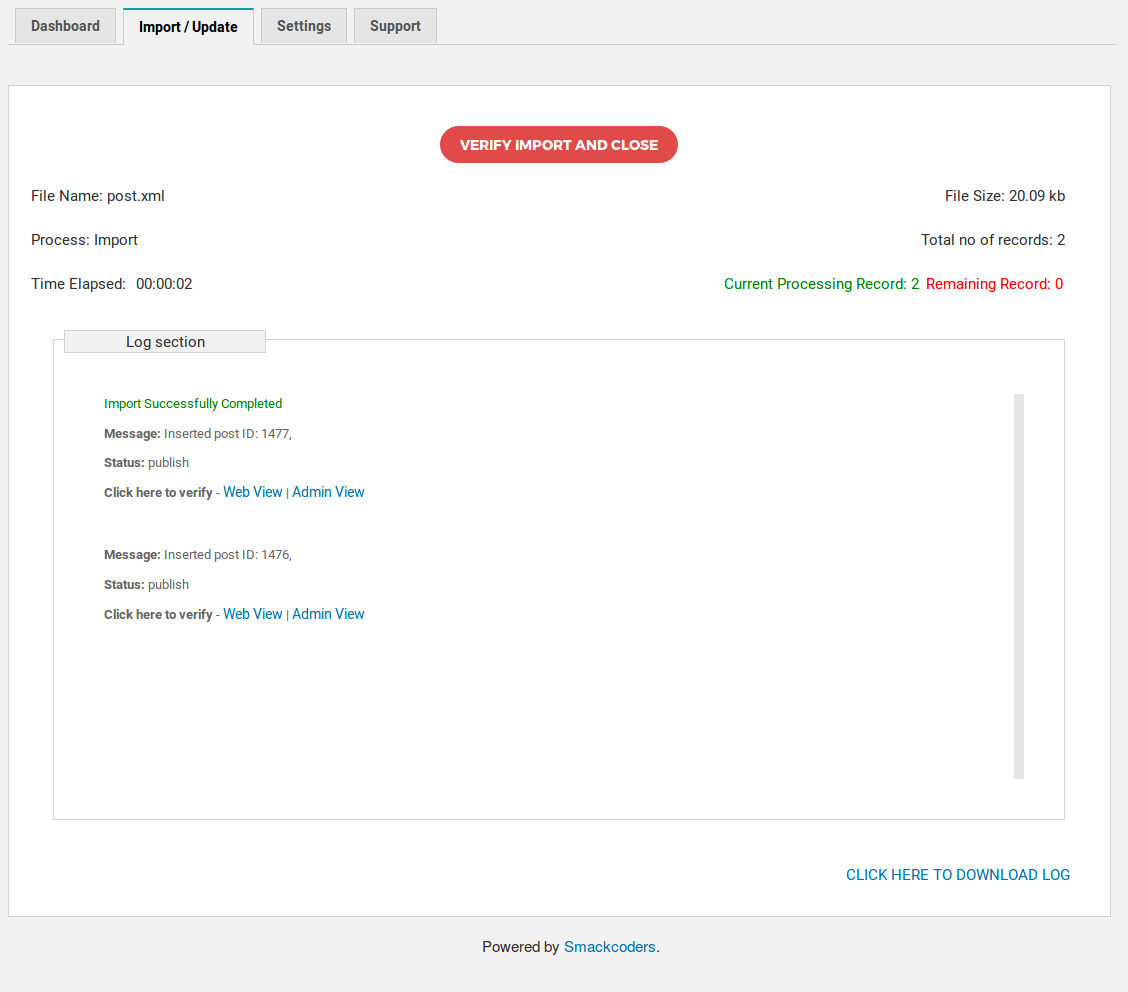 Dashboard Import / Update Settings Support
VERIFY IMPORT AND CLOSE
File Name: post.xml File Size: 20.09 kb
Process: Import Total no of records: 2
Time Elapsed: 00:00:02 Current Processing Record: 2 Remaining Record: 0
Log section
Import Successfully Completed
Message: Inserted post ID: 1477,
Status: publish
Click here to verify - Web View | Admin View
Message: Inserted post ID: 1476,
Status: publish
Click here to verify - Web View | Admin View
CLICK HERE TO DOWNLOAD LOG
Powered by Smackcoders.